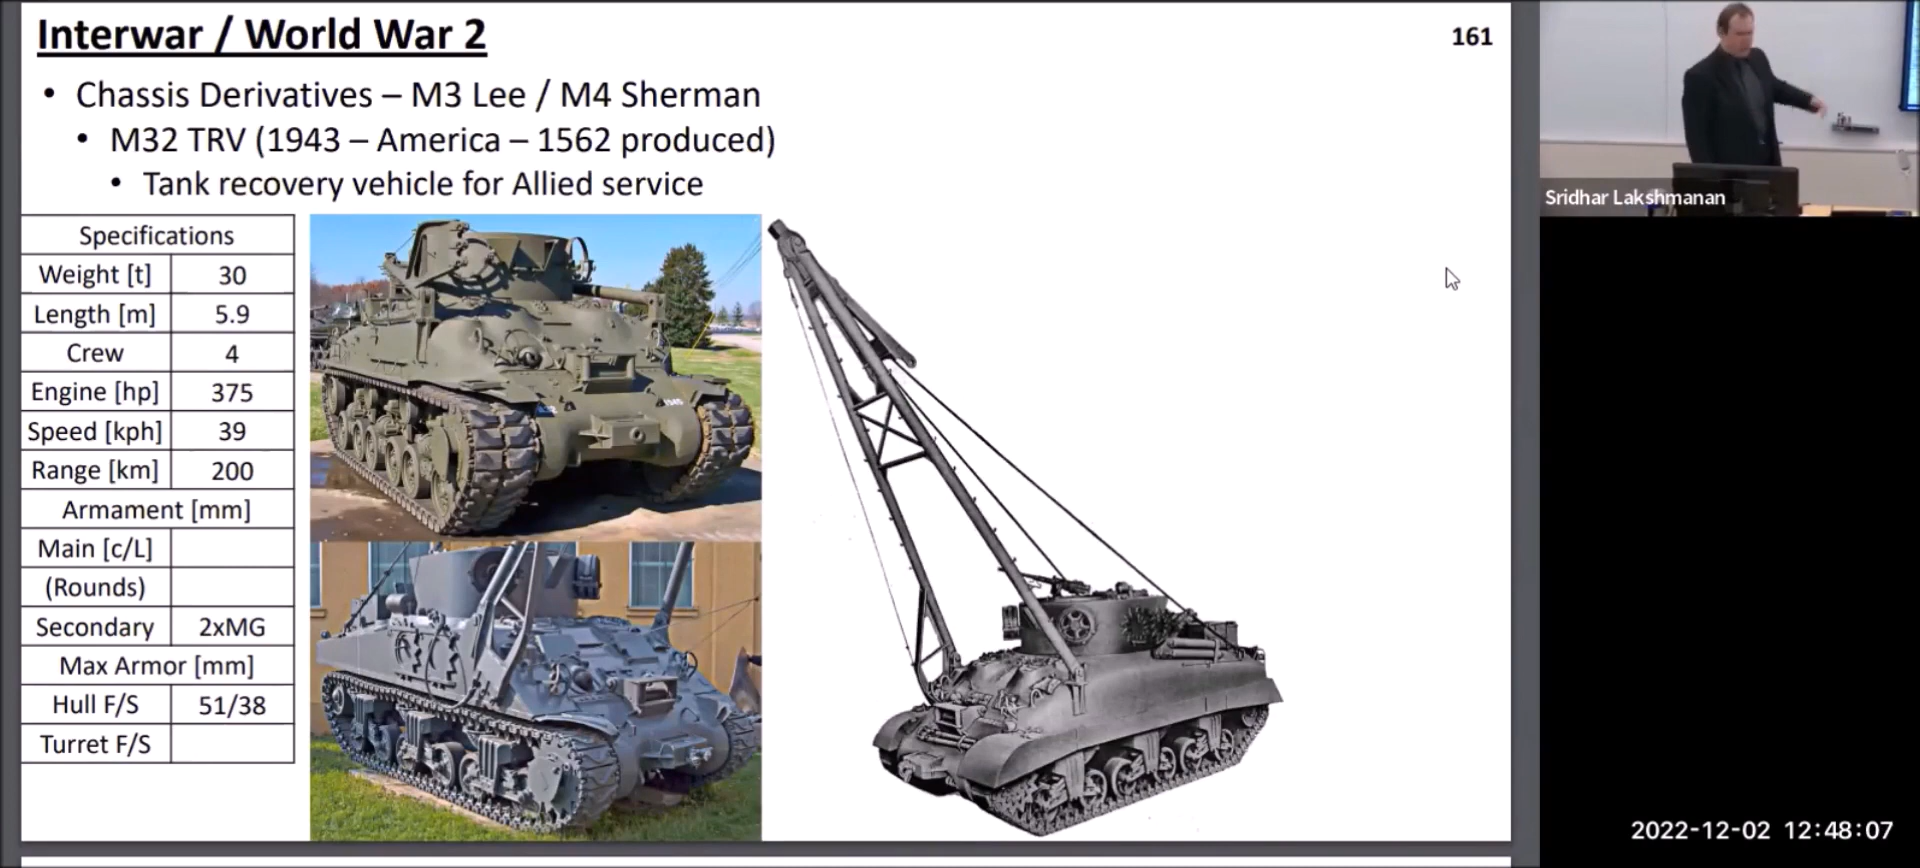 Interwar / World War 2
161
• Chassis Derivatives – M3 Lee / M4 Sherman
• M32 TRV (1943 – America – 1562 produced)
• Tank recovery vehicle for Allied service
Specifications
Weight [t] 30
Length [m] 5.9
Crew 4
Engine [hp] 375
Speed [kph] 39
Range [km] 200
Armament [mm]
Main [c/L]
(Rounds)
Secondary 2xMG
Max Armor [mm]
Hull F/S 51/38
Turret F/S
Sridhar Lakshmanan
2022-12-02 12:48:07